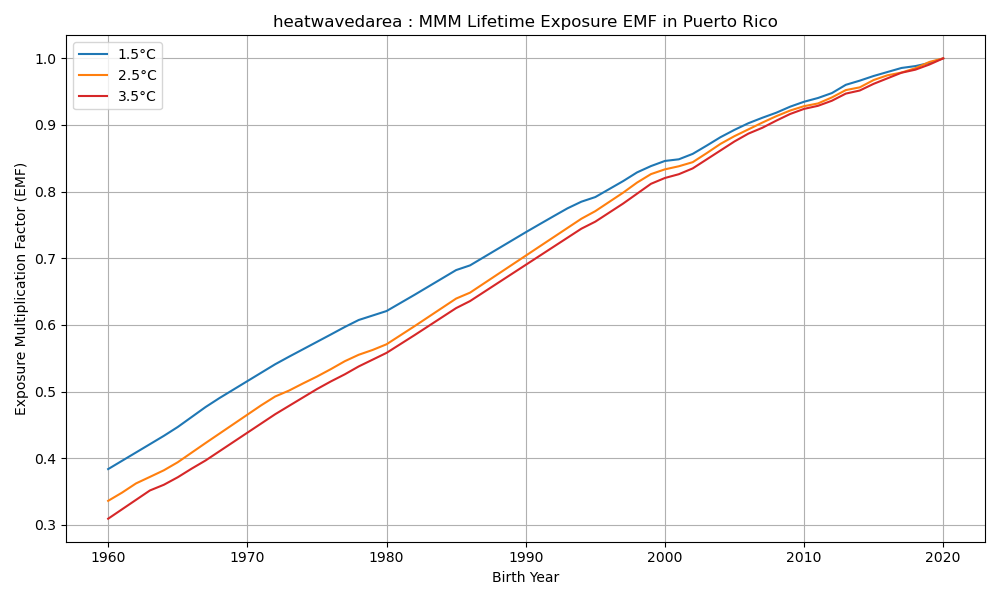 heatwavedarea : MMM Lifetime Exposure EMF in Puerto Rico
1.5°C
2.5°C
3.5°C
Exposure Multiplication Factor (EMF)
1.0
0.9
0.8
0.7
0.6
0.5
0.4
0.3
1960 1970 1980 1990 2000 2010 2020
Birth Year